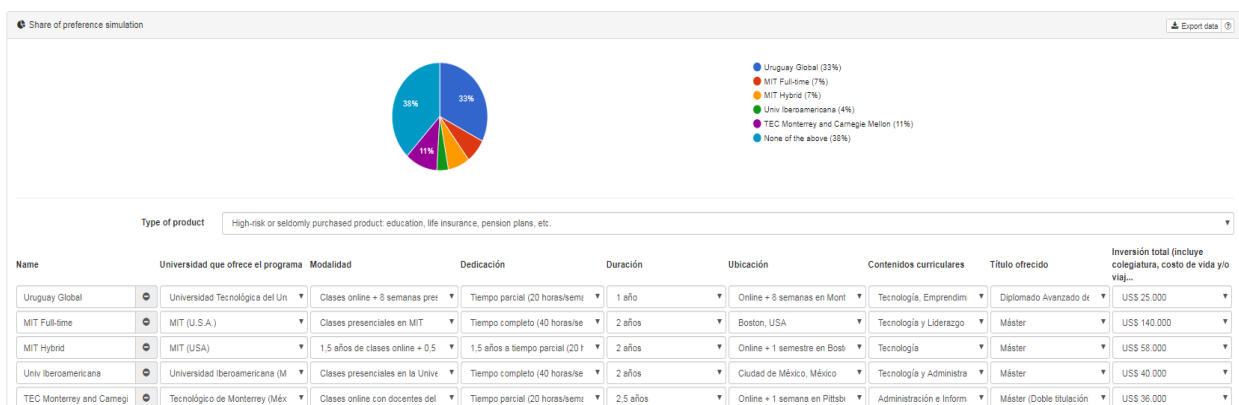 Share of preference simulation
Export data
38%
33%
11%
Uruguay Global (33%)
MIT Full-time (7%)
MIT Hybrid (7%)
Univ Iberoamericana (4%)
TEC Monterrey and Carnegie Mellon (11%)
None of the above (38%)
Type of product High-risk or seldomly purchased product: education, life insurance, pension plans, etc.
Name Universidad que ofrece el programa Modalidad Dedicación Duración Ubicación Contenidos curriculares Título ofrecido Inversión total (incluye
colegiatura, costo de vida y/o
viaj...
Uruguay Global Universidad Tecnológica del Uru Clases online + 8 semanas pres Tiempo parcial (20 horas/sema 1 año Online + 8 semanas en Mont Tecnología, Emprendimi Diplomado Avanzado de US$ 25.000
MIT Full-time MIT (U.S.A.) Clases presenciales en MIT Tiempo completo (40 horas/se 2 años Boston, USA Tecnología y Liderazgo Máster US$ 140.000
MIT Hybrid MIT (USA) 1,5 años de clases online + 0,5 1,5 años a tiempo parcial (20 h 2 años Online + 1 semestre en Bost Tecnología Máster US$ 58.000
Univ Iberoamericana Universidad Iberoamericana (M Clases presenciales en la Unive Tiempo completo (40 horas/se 2 años Ciudad de México, México Tecnología y Administra Máster US$ 40.000
TEC Monterrey and Carnegi Tecnológico de Monterrey (Méx Clases online con docentes del Tiempo parcial (20 horas/sema 2,5 años Online + 1 semana en Pittsb Administración e Inform Máster (Doble titulación US$ 36.000